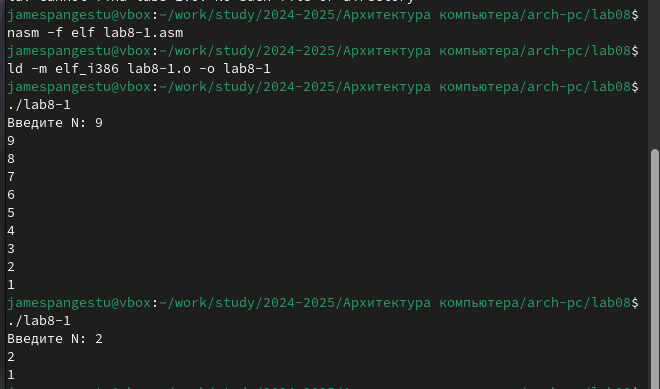 jamespangestu@vbox:~/work/study/2024-2025/Архитектура компьютера/arch-pc/lab08$
nasm -f elf lab8-1.asm
jamespangestu@vbox:~/work/study/2024-2025/Архитектура компьютера/arch-pc/lab08$
ld -m elf_i386 lab8-1.o -o lab8-1
jamespangestu@vbox:~/work/study/2024-2025/Архитектура компьютера/arch-pc/lab08$
./lab8-1
Введите N: 9
9
8
7
6
5
4
3
2
1
jamespangestu@vbox:~/work/study/2024-2025/Архитектура компьютера/arch-pc/lab08$
./lab8-1
Введите N: 2
2
1